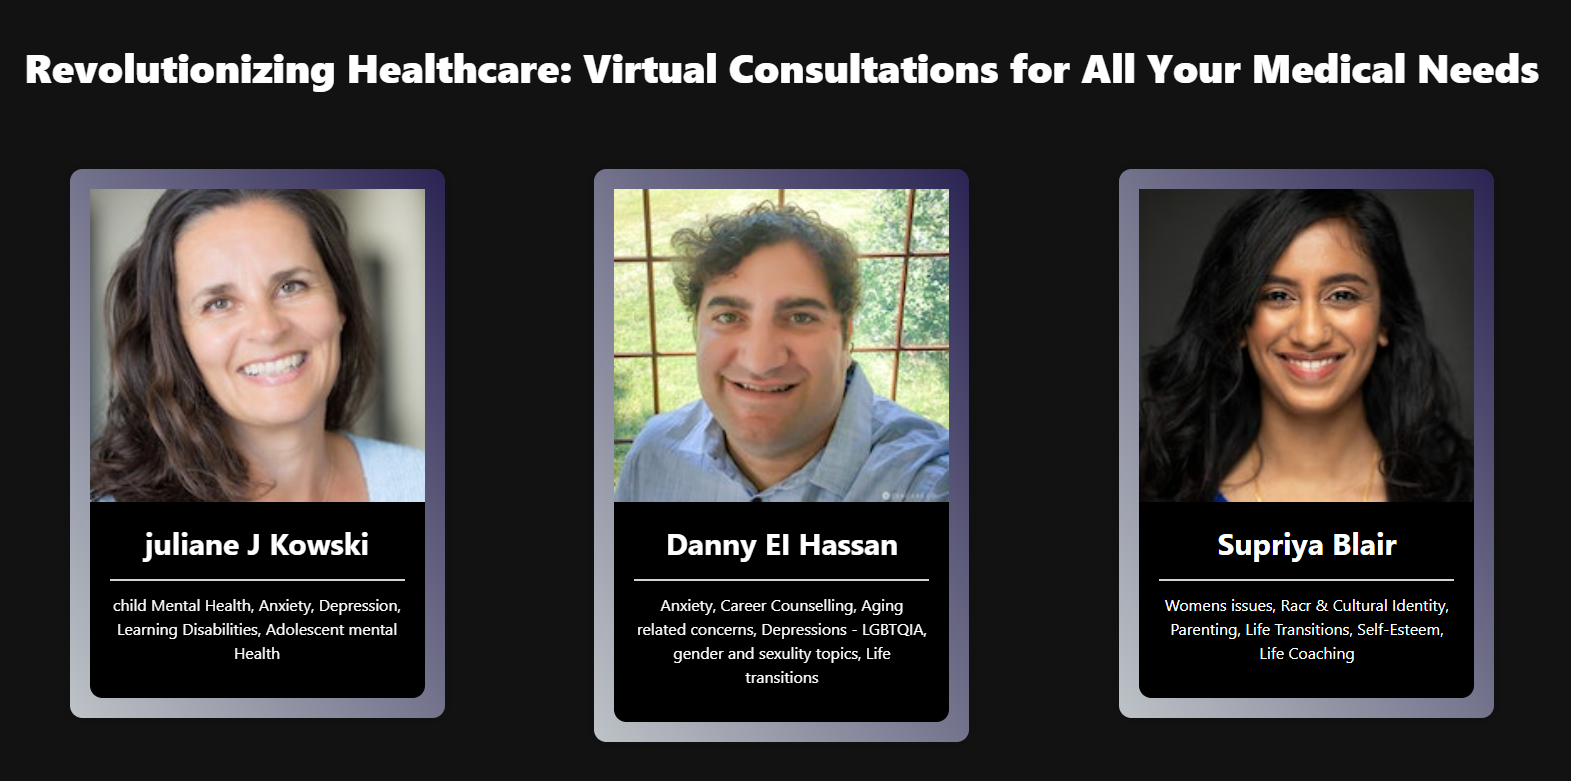 Revolutionizing Healthcare: Virtual Consultations for All Your Medical Needs
juliane J Kowski
child Mental Health, Anxiety, Depression,
Learning Disabilities, Adolescent mental
Health
Danny EI Hassan
Anxiety, Career Counselling, Aging
related concerns, Depressions - LGBTQIA,
gender and sexulity topics, Life
transitions
Supriya Blair
Womens issues, Racr & Cultural Identity,
Parenting, Life Transitions, Self-Esteem,
Life Coaching